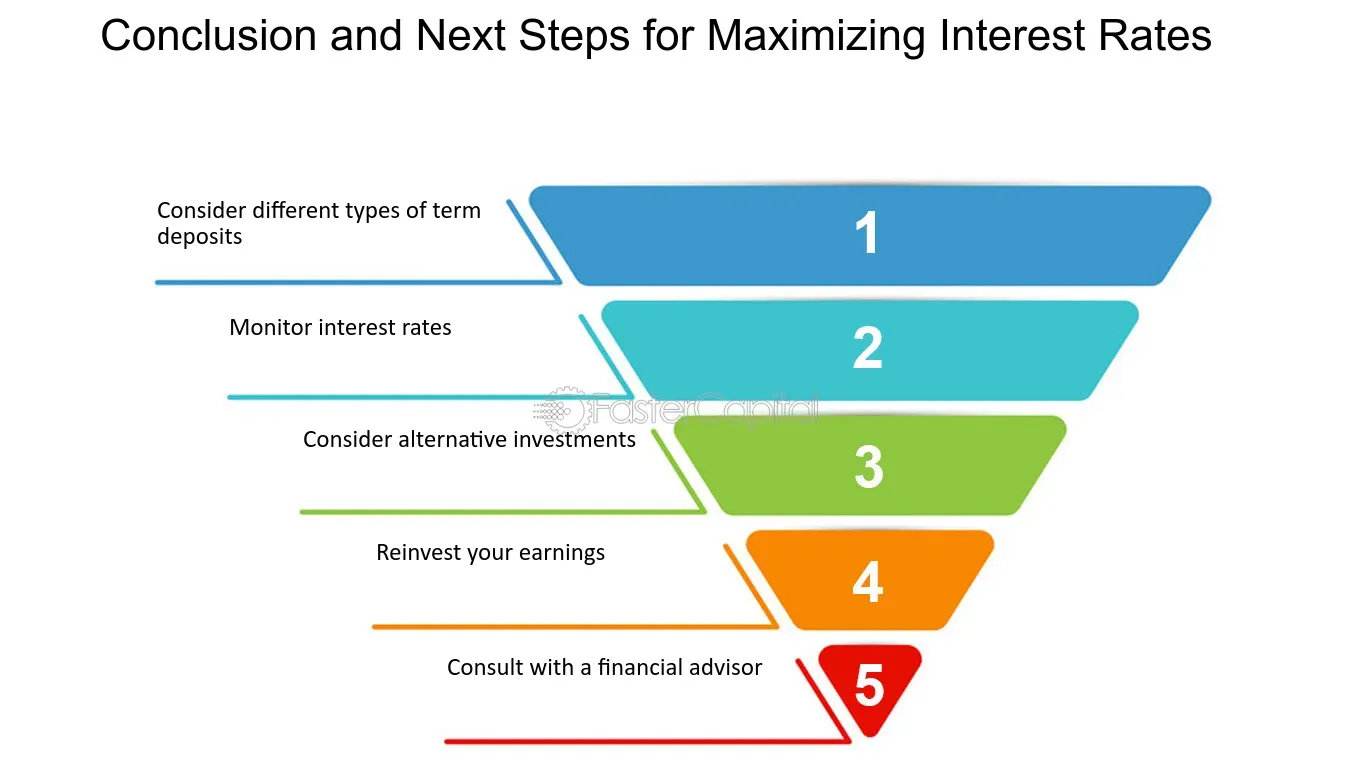 Conclusion and Next Steps for Maximizing Interest Rates
Consider different types of term
deposits
1
Monitor interest rates
2
FasterCapital
Consider alternative investments
3
Reinvest your earnings
4
Consult with a financial advisor
5